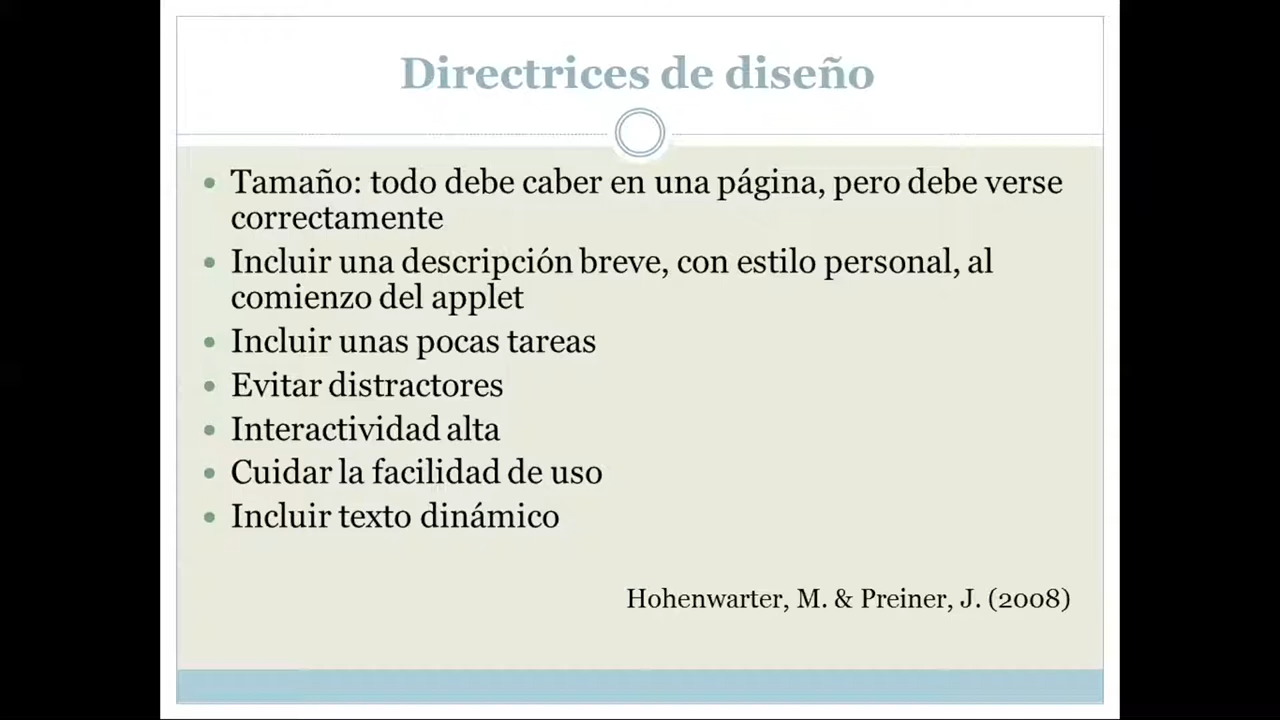 Directrices de diseño
• Tamaño: todo debe caber en una página, pero debe verse
correctamente
• Incluir una descripción breve, con estilo personal, al
comienzo del applet
• Incluir unas pocas tareas
• Evitar distractores
• Interactividad alta
• Cuidar la facilidad de uso
• Incluir texto dinámico
Hohenwarter, M. & Preiner, J. (2008)